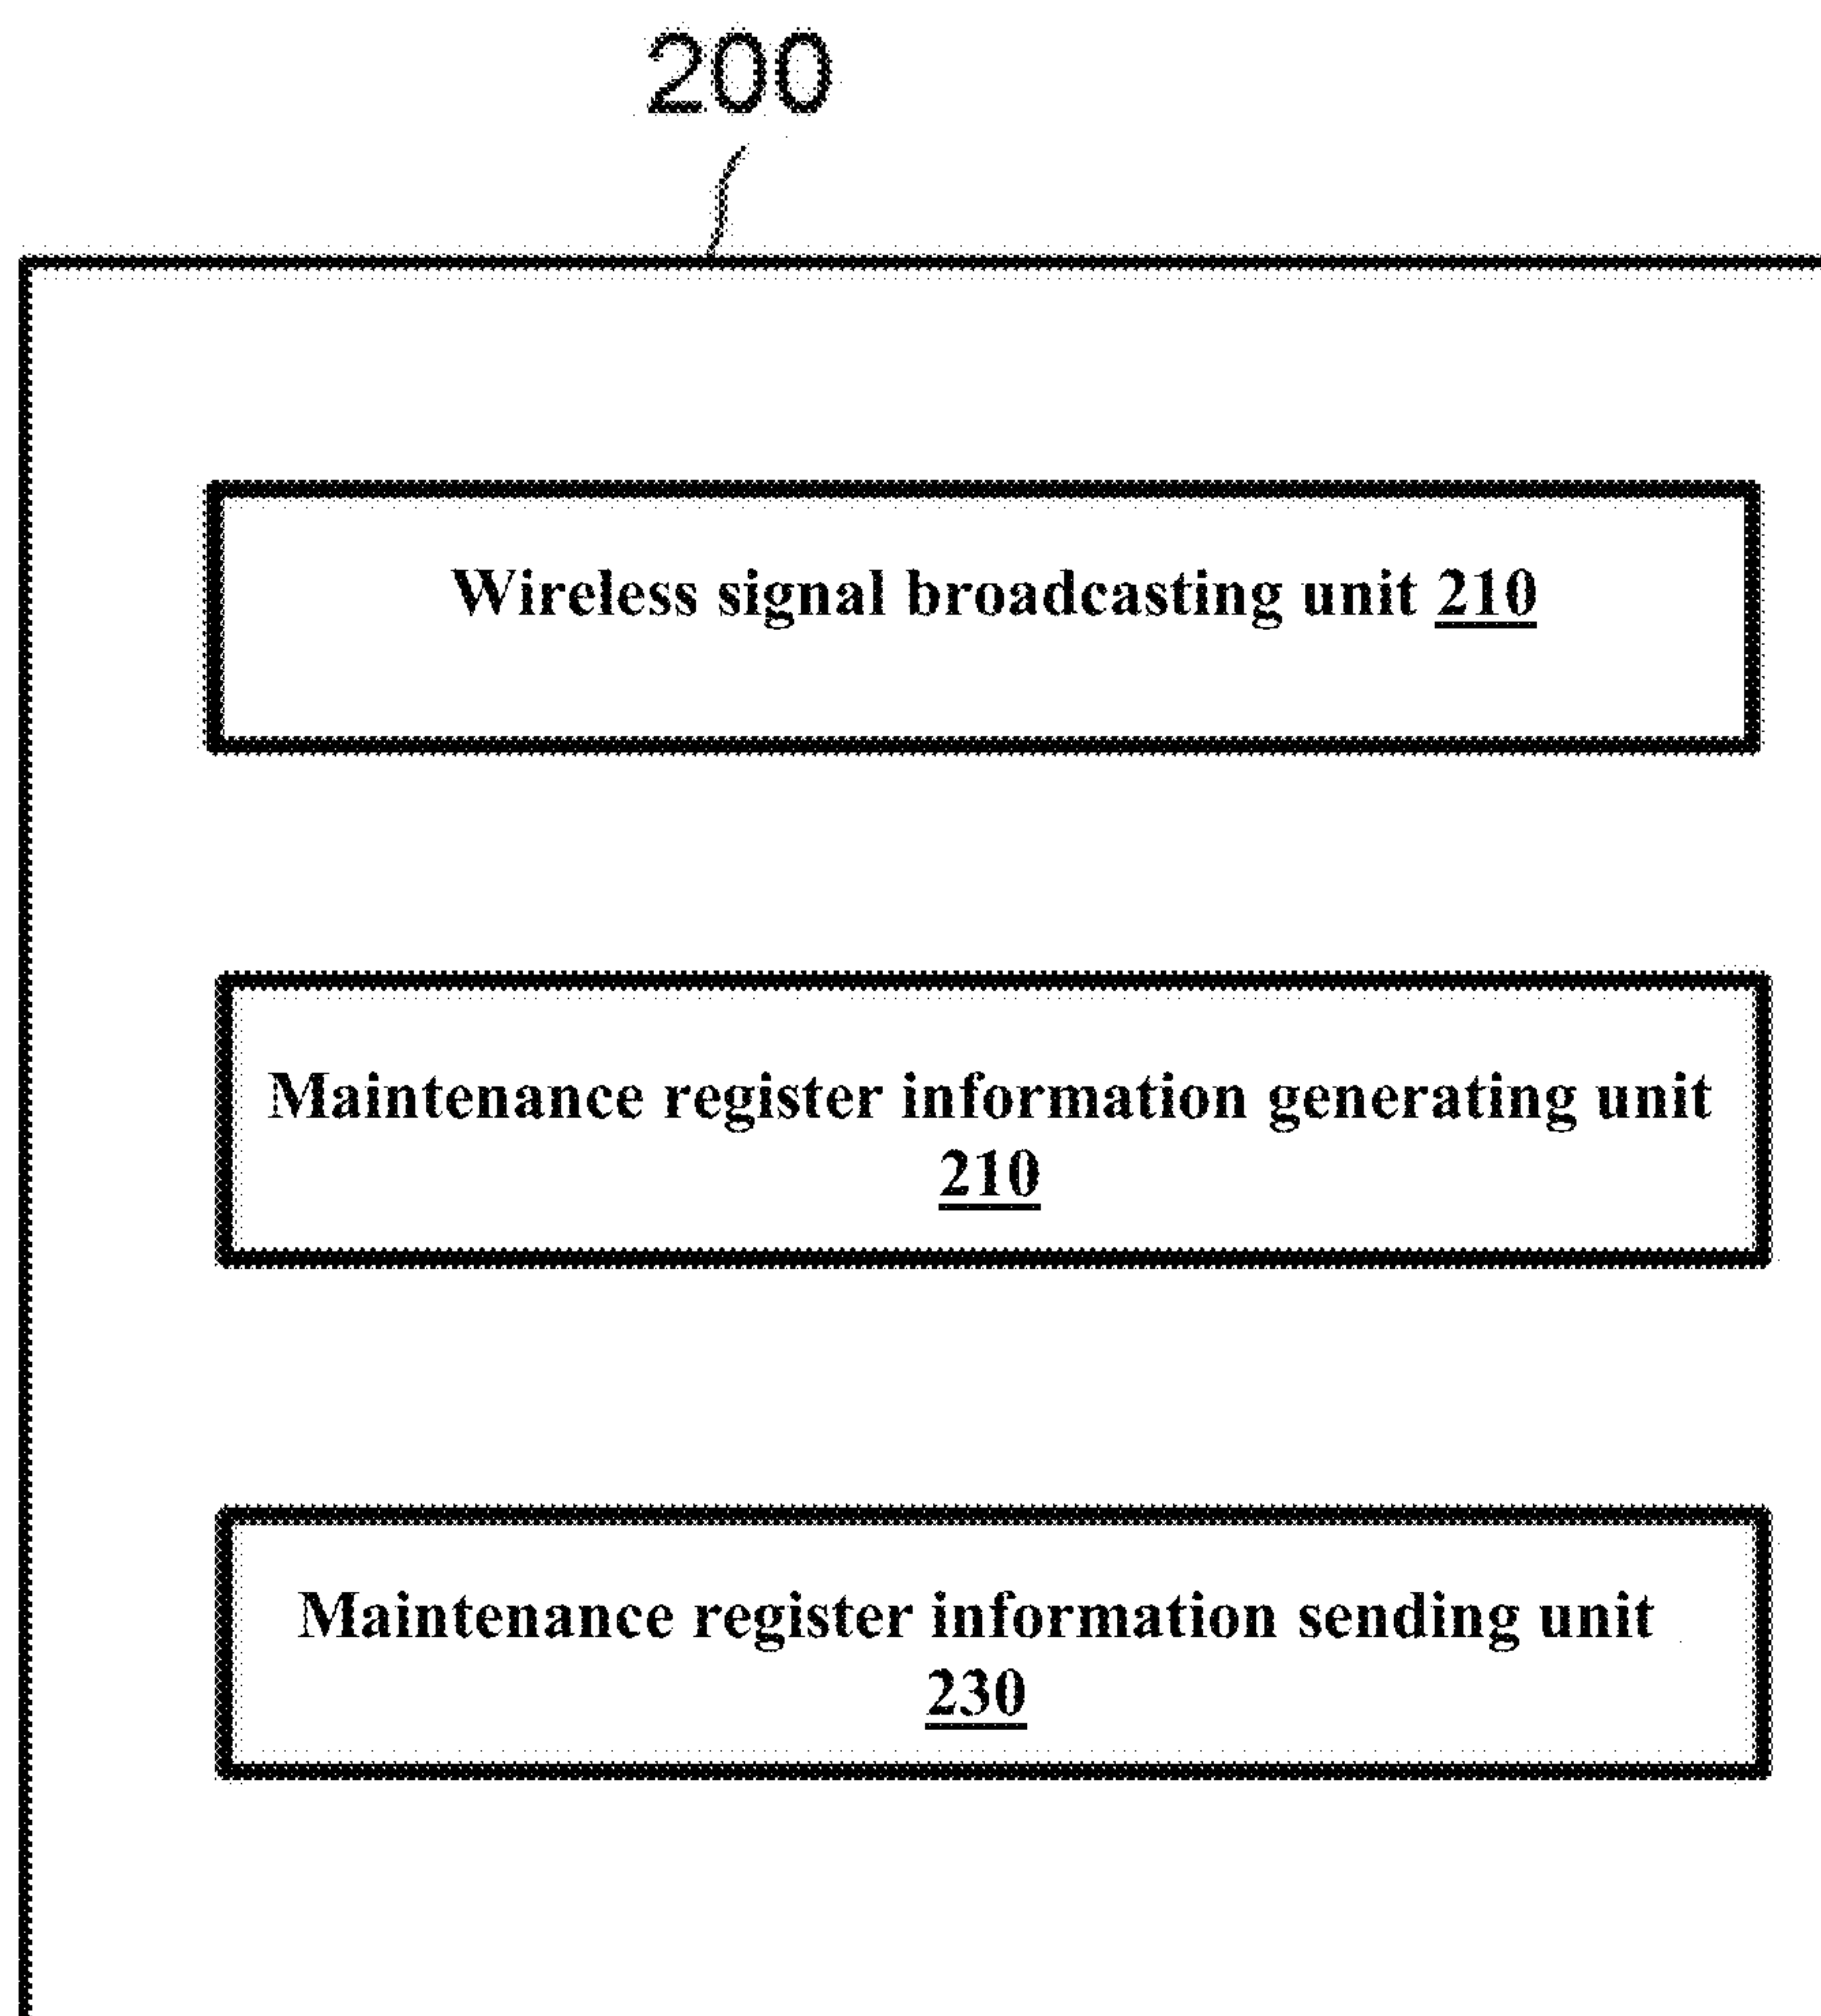 200
Wireless signal broadcasting unit 210
Maintenance register information generating unit
210
Maintenance register information sending unit
230